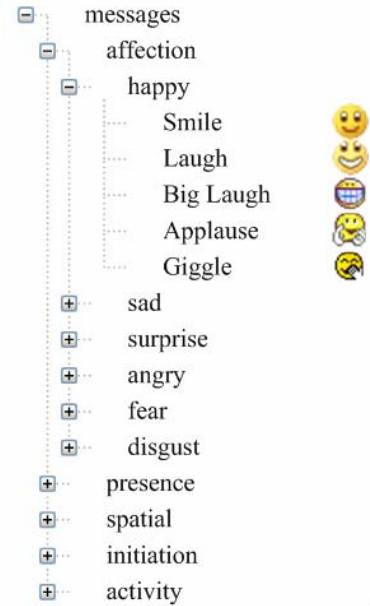 messages
affection
happy
Smile
Laugh
Big Laugh
Applause
Giggle
sad
surprise
angry
fear
disgust
presence
spatial
initiation
activity